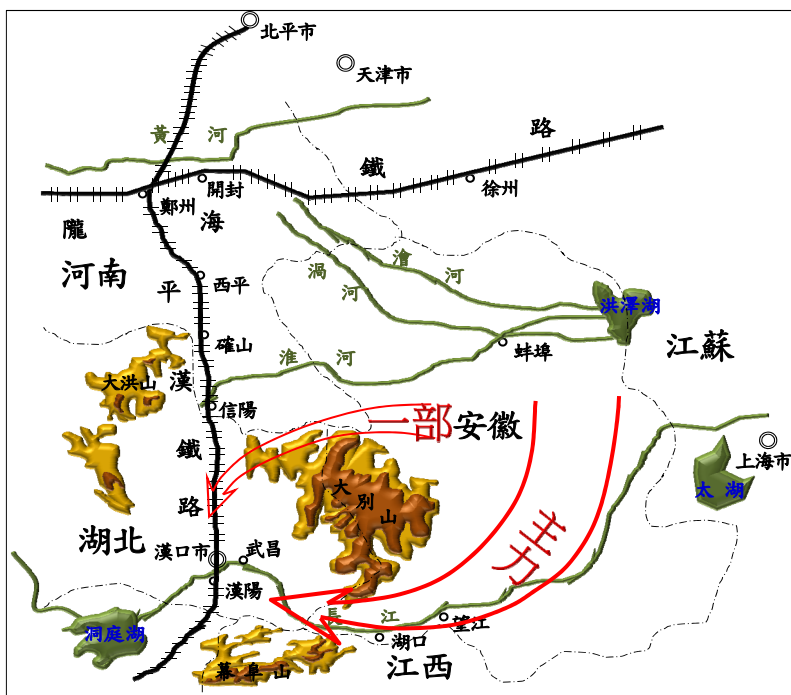 北平市
天津市
黃河
路
鐵
徐州
開封
鄭州
海
隴
河南
平
西平
渦河
澮河
洪澤湖
確山
淮河
蚌埠
江蘇
大洪山
漢
信陽
一部
安徽
鐵
上海市
太湖
大別山
路
湖北
主力
漢口市
武昌
漢陽
長江
望江
洞庭湖
湖口
幕阜山
江西